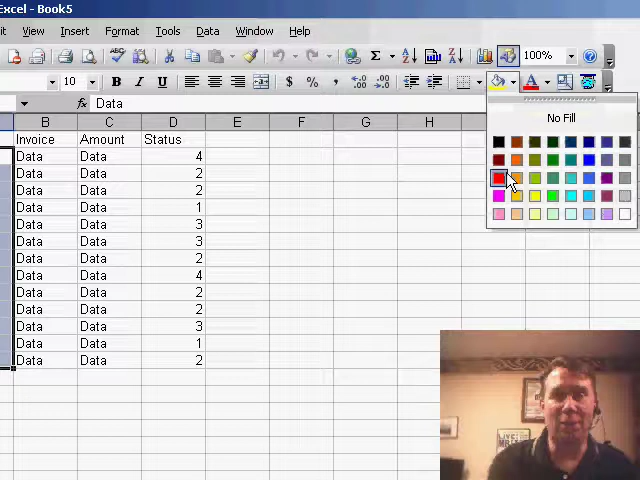 Excel - Book5
it View Insert Format Tools Data Window Help
100%
10 B I U $ % ,
fx Data
B C D E F G H
No Fill
Invoice Amount Status
Data Data 4
Data Data 2
Data Data 2
Data Data 1
Data Data 3
Data Data 3
Data Data 2
Data Data 4
Data Data 2
Data Data 2
Data Data 3
Data Data 1
Data Data 2